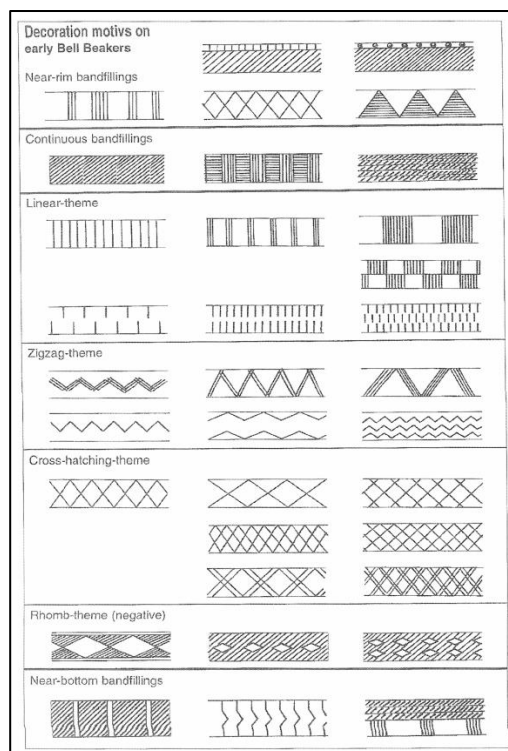 Decoration motivs on
early Bell Beakers
Near-rim bandfillings
Continuous bandfillings
Linear-theme
Zigzag-theme
Cross-hatching-theme
Rhomb-theme (negative)
Near-bottom bandfillings